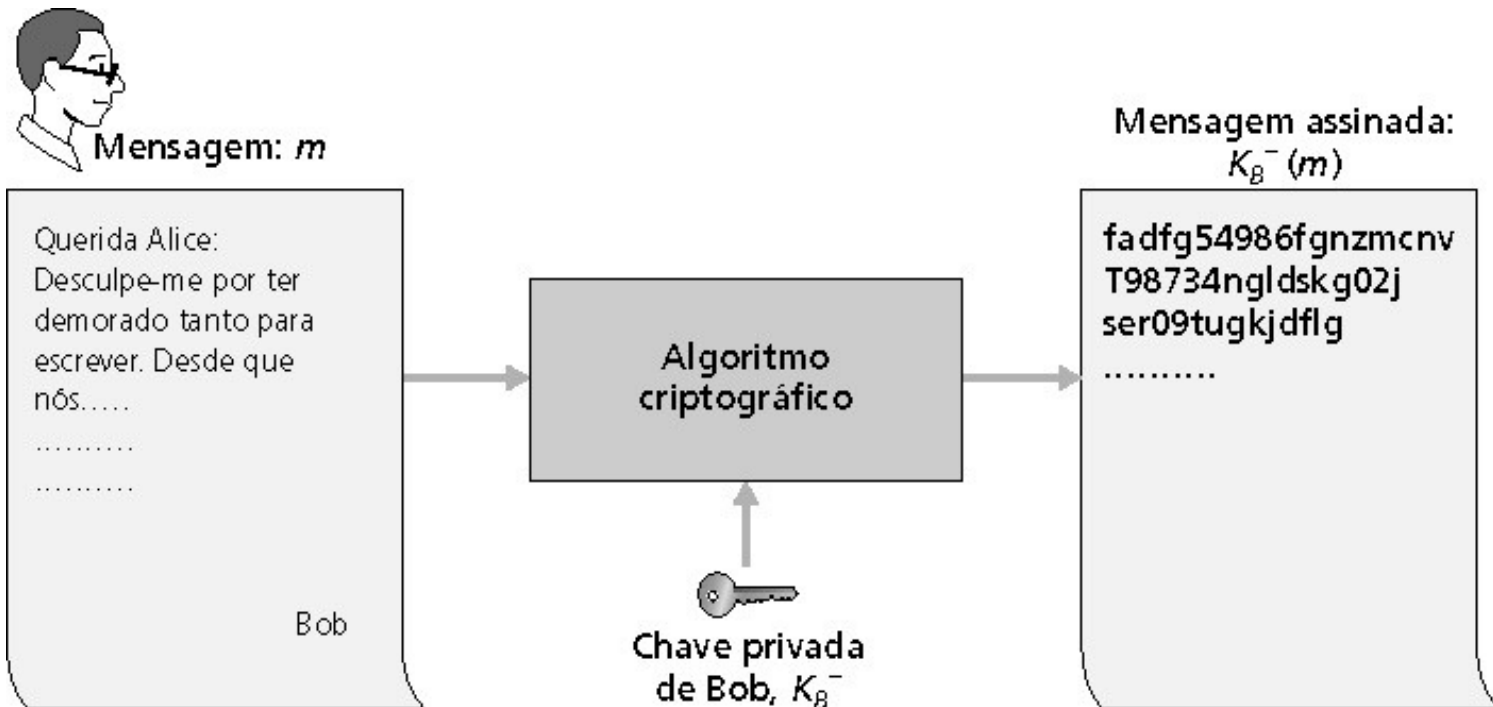 Mensagem: m
Querida Alice:
Desculpe-me por ter
demorado tanto para
escrever. Desde que
nós.....
..........
..........
Bob
Algoritmo
criptográfico
Chave privada
de Bob, K_B^-
Mensagem assinada:
K_B^- (m)
fadfg54986fgnzmcnv
T98734ngldskg02j
ser09tugkjdflg
..........